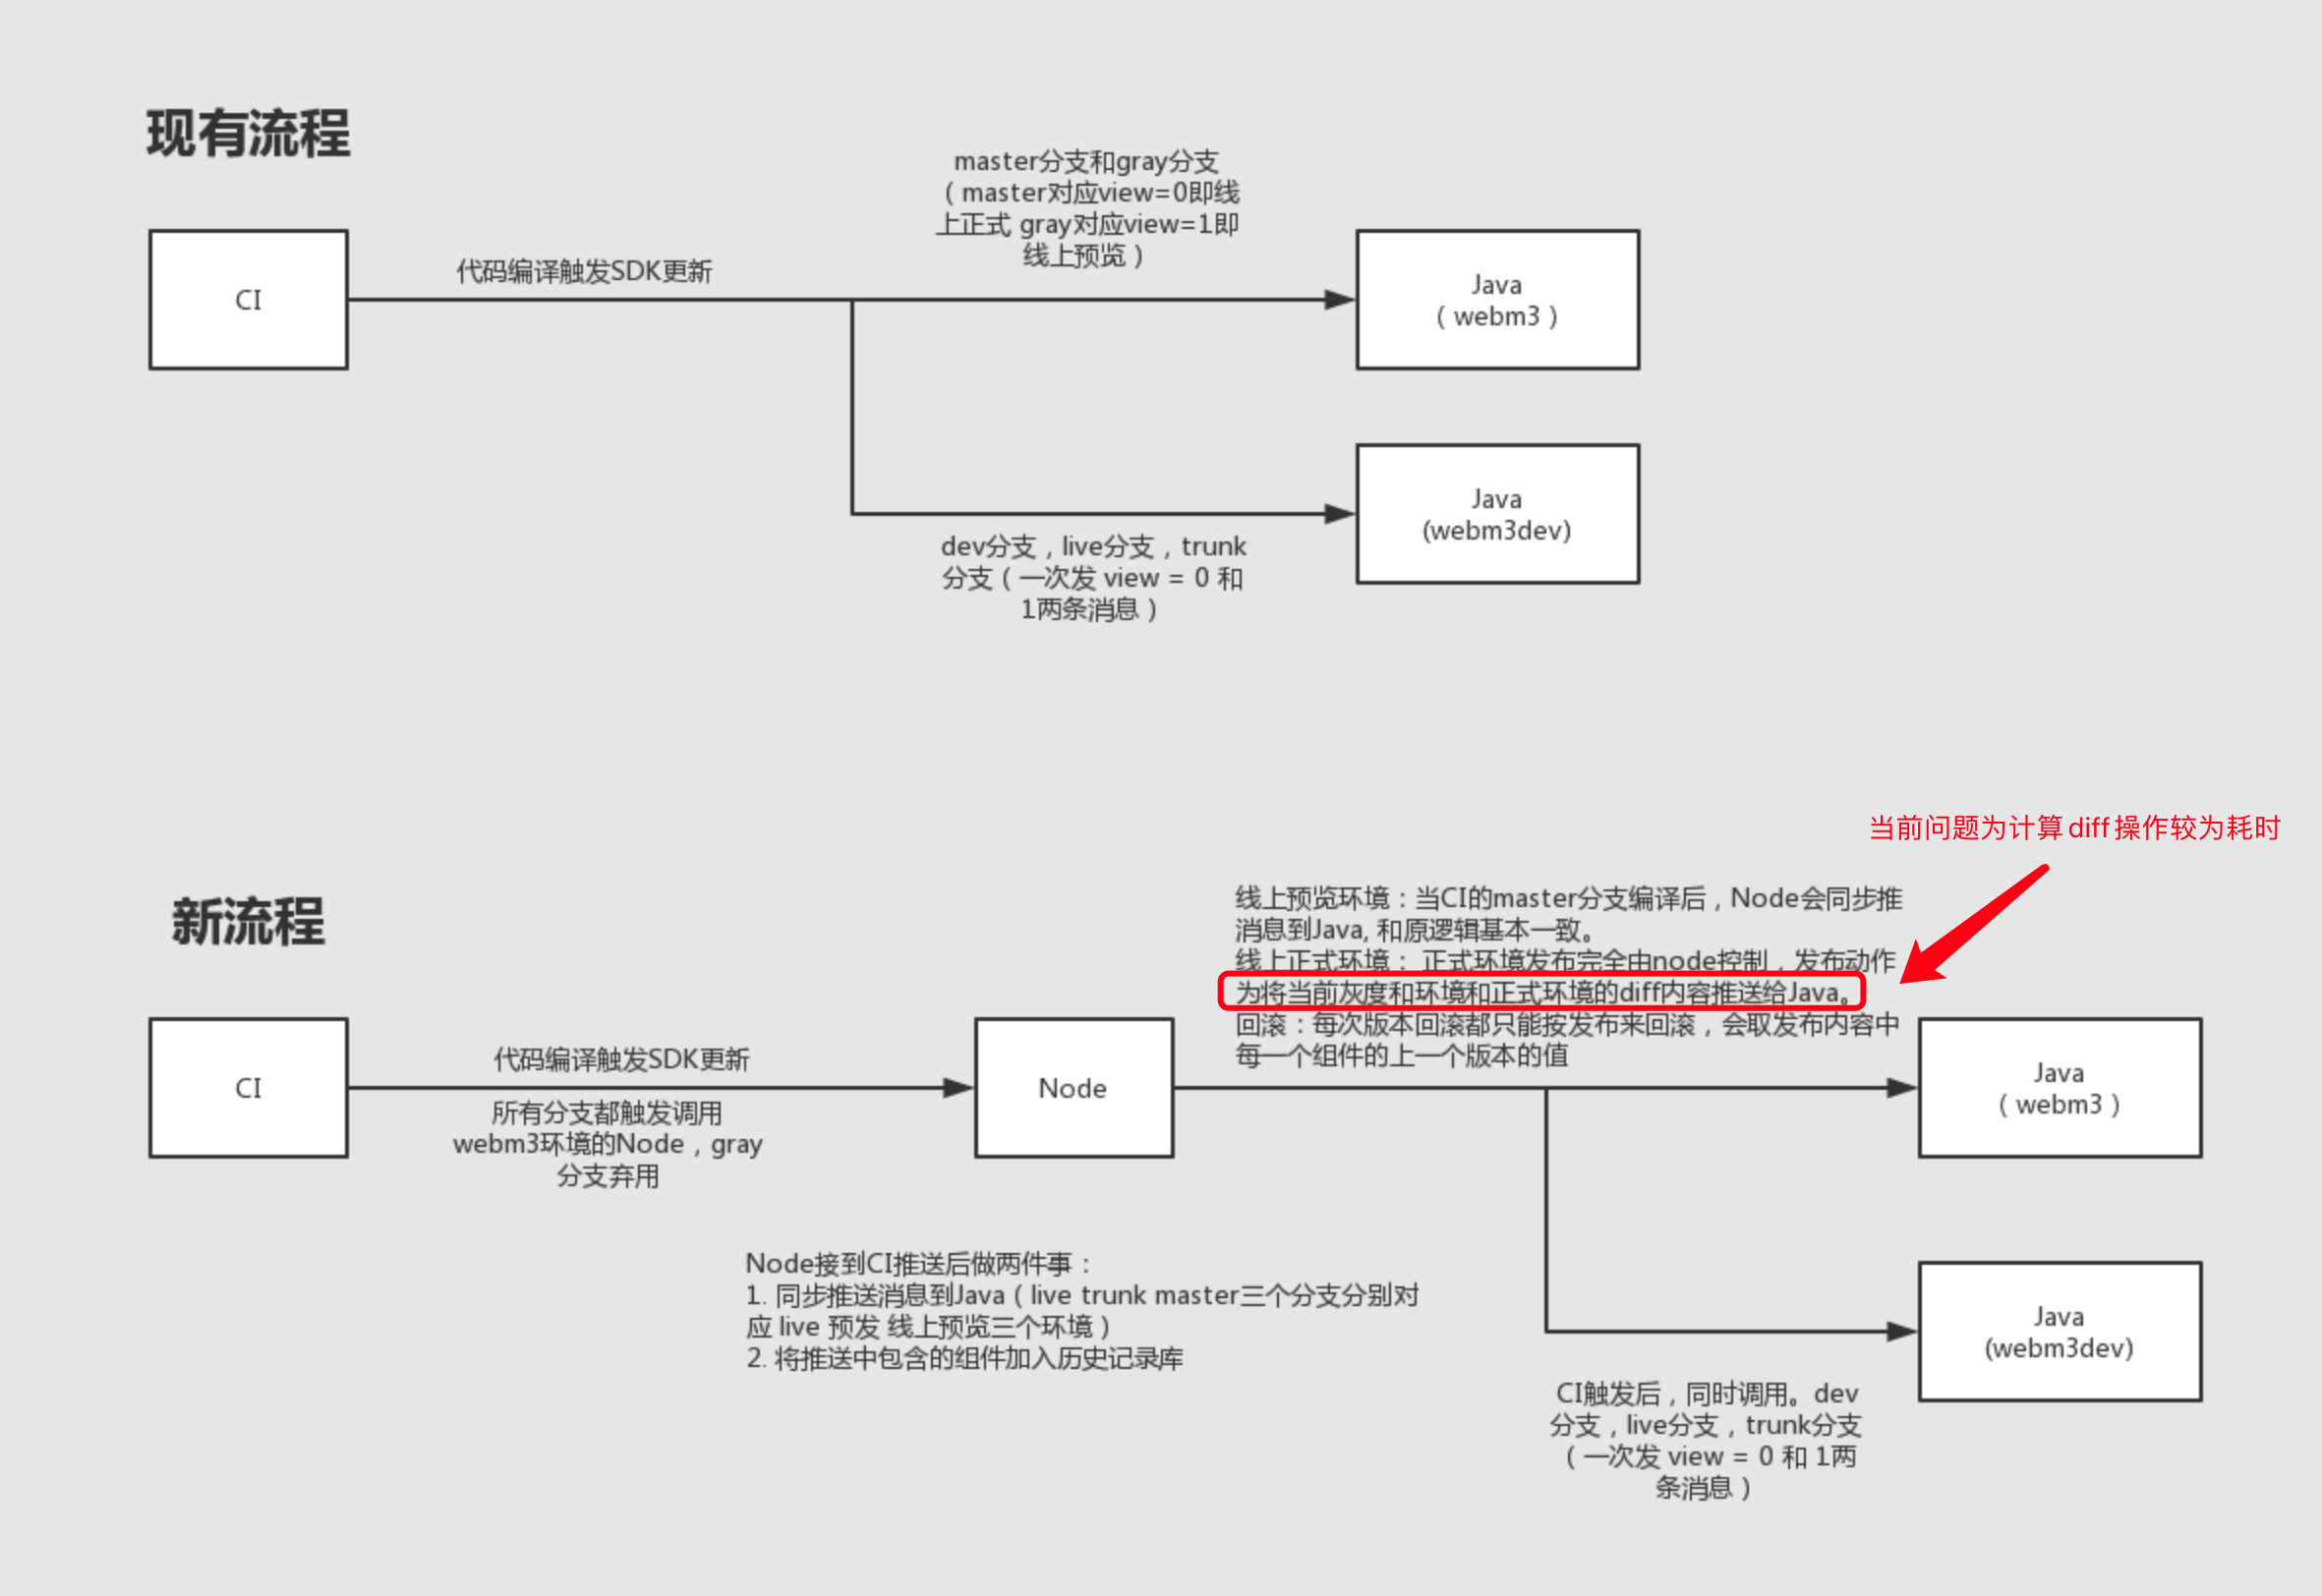 现有流程
master分支和gray分支
（master对应view=0即线
上正式 gray对应view=1即
线上预览）
代码编译触发SDK更新
CI
Java
（webm3）
Java
(webm3dev)
dev分支，live分支，trunk
分支（一次发 view = 0 和
1两条消息）
当前问题为计算 diff 操作较为耗时
新流程
线上预览环境：当CI的master分支编译后，Node会同步推
消息到Java, 和原逻辑基本一致。
线上正式环境： 正式环境发布完全由node控制，发布动作
为将当前灰度和环境和正式环境的diff内容推送给Java。
回滚：每次版本回滚都只能按发布来回滚，会取发布内容中
每一个组件的上一个版本的值
代码编译触发SDK更新
CI
Node
Java
（webm3）
所有分支都触发调用
webm3环境的Node，gray
分支弃用
Node接到CI推送后做两件事：
1. 同步推送消息到Java（live trunk master三个分支分别对
应 live 预发 线上预览三个环境）
2. 将推送中包含的组件加入历史记录库
Java
(webm3dev)
CI触发后，同时调用。dev
分支，live分支，trunk分支
（一次发 view = 0 和 1两
条消息）